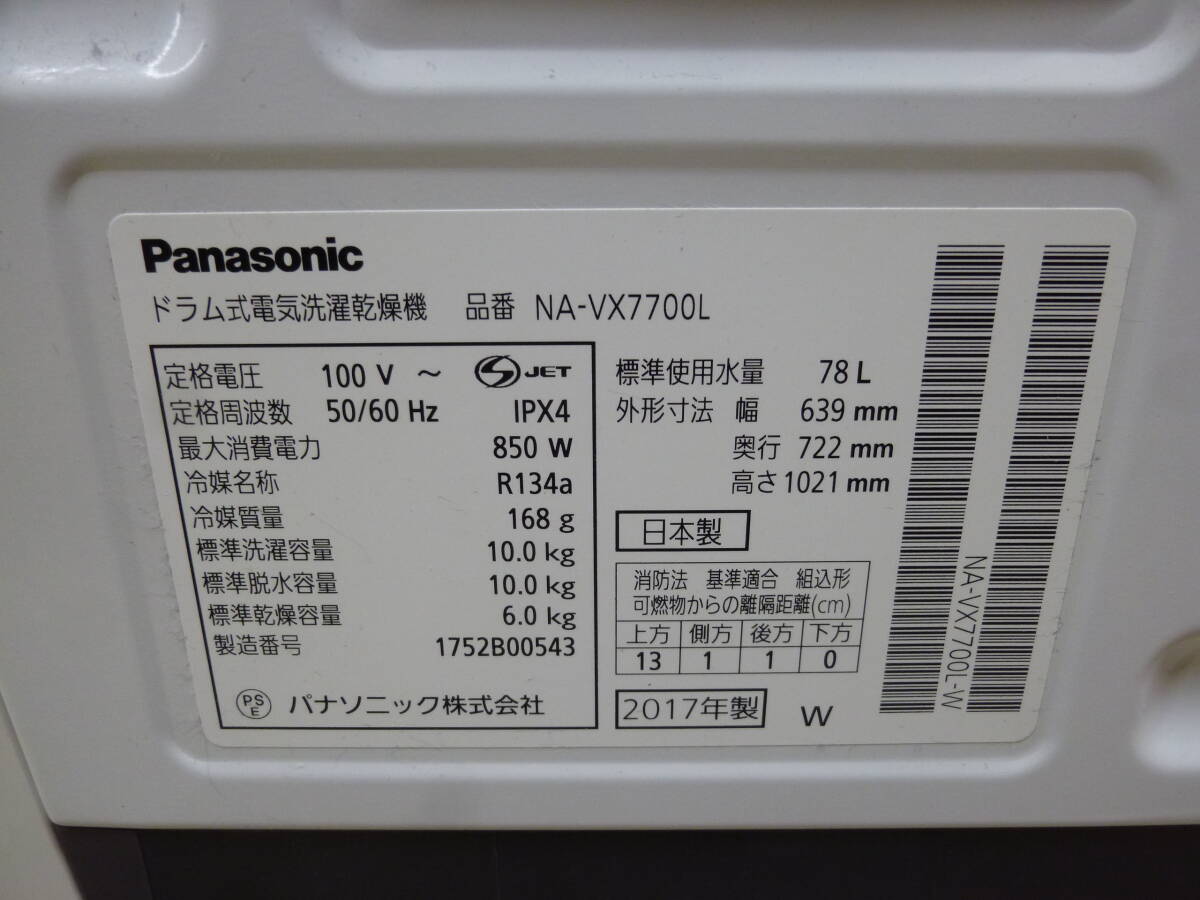 Panasonic
ドラム式電気洗濯乾燥機 品番 NA-VX7700L
定格電圧 100 V ～ JET
定格周波数 50/60 Hz IPX4
最大消費電力 850 W
冷媒名称 R134a
冷媒質量 168 g
標準洗濯容量 10.0 kg
標準脱水容量 10.0 kg
標準乾燥容量 6.0 kg
製造番号 1752B00543
PSE パナソニック株式会社
標準使用水量 78 L
外形寸法 幅 639 mm
奥行 722 mm
高さ 1021 mm
日本製
消防法 基準適合 組込形
可燃物からの離隔距離(cm)
上方 側方 後方 下方
13 1 1 0
2017年製 W
NA-VX7700L-W